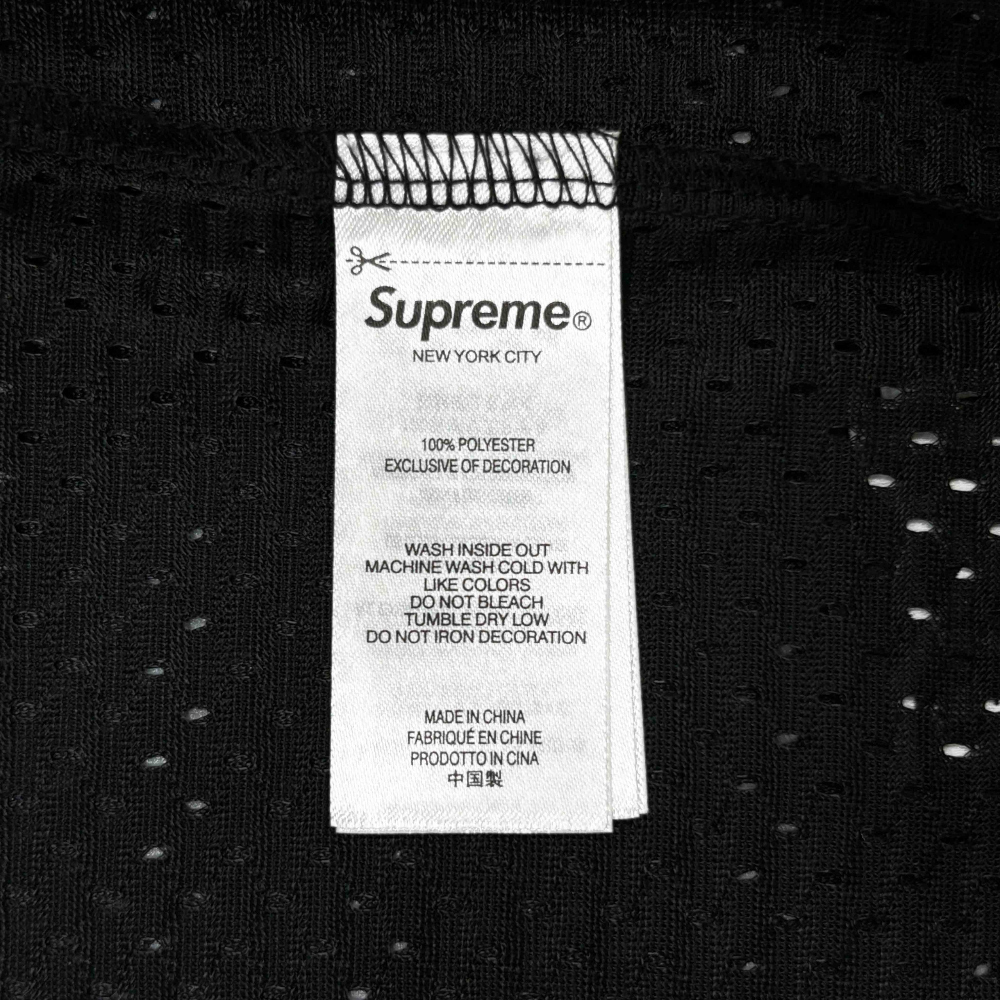 Supreme®
NEW YORK CITY
100% POLYESTER
EXCLUSIVE OF DECORATION
WASH INSIDE OUT
MACHINE WASH COLD WITH
LIKE COLORS
DO NOT BLEACH
TUMBLE DRY LOW
DO NOT IRON DECORATION
MADE IN CHINA
FABRIQUÉ EN CHINE
PRODOTTO IN CINA
中国製